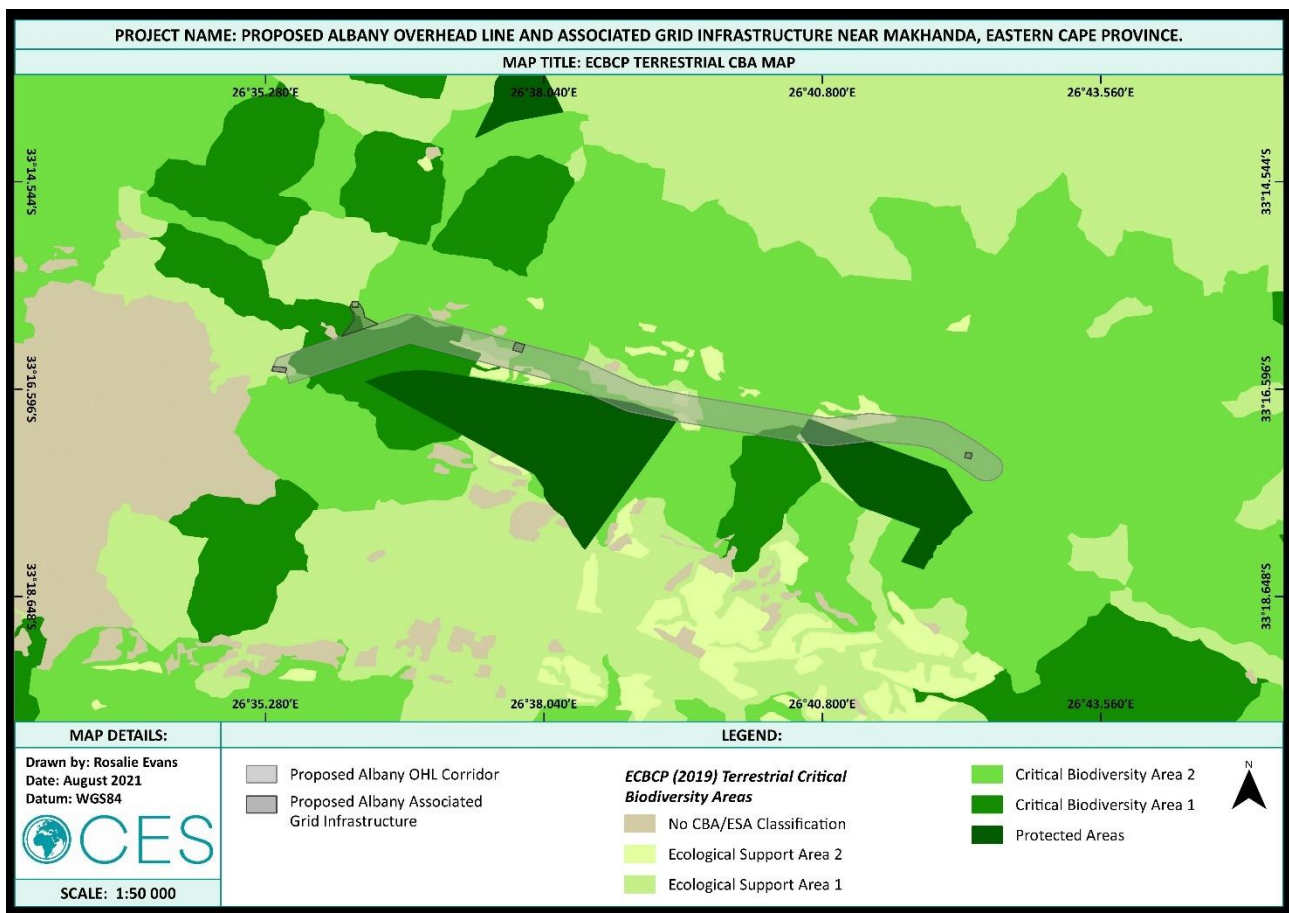 PROJECT NAME: PROPOSED ALBANY OVERHEAD LINE AND ASSOCIATED GRID INFRASTRUCTURE NEAR MAKHANDA, EASTERN CAPE PROVINCE.
MAP TITLE: ECBCP TERRESTRIAL CBA MAP
26°35.280'E
26°38.040'E
26°40.800'E
26°43.560'E
33°14.544'S
33°14.544'S
33°16.596'S
33°16.596'S
33°18.648'S
33°18.648'S
26°35.280'E
26°38.040'E
26°40.800'E
26°43.560'E
MAP DETAILS:
Drawn by: Rosalie Evans
Date: August 2021
Datum: WGS84
CES
SCALE: 1:50 000
LEGEND:
Proposed Albany OHL Corridor
Proposed Albany Associated
Grid Infrastructure
ECBCP (2019) Terrestrial Critical
Biodiversity Areas
No CBA/ESA Classification
Ecological Support Area 2
Ecological Support Area 1
Critical Biodiversity Area 2
Critical Biodiversity Area 1
Protected Areas
N